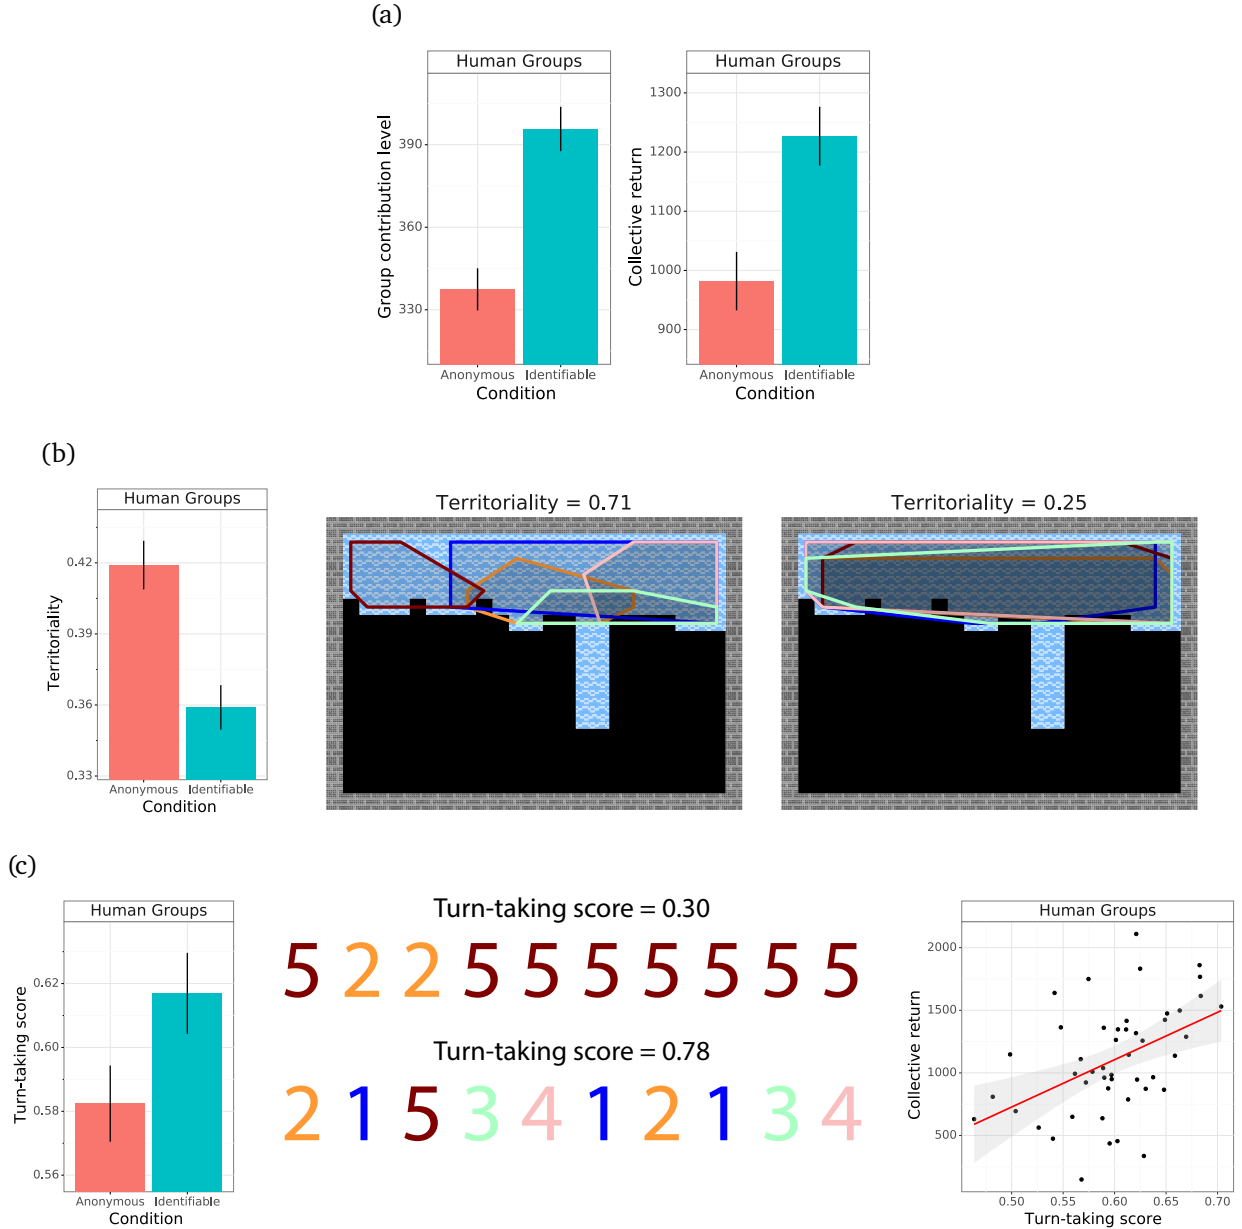 (a)
Human Groups
Group contribution level
390
360
330
Anonymous Identifiable
Condition
Human Groups
Collective return
1300
1200
1100
1000
900
Anonymous Identifiable
Condition
(b)
Human Groups
Territoriality
0.42
0.39
0.36
0.33
Anonymous Identifiable
Condition
Territoriality = 0.71
Territoriality = 0.25
(c)
Human Groups
Turn-taking score
0.62
0.60
0.58
0.56
Anonymous Identifiable
Condition
Turn-taking score = 0.30
5 2 2 5 5 5 5 5 5 5
Turn-taking score = 0.78
2 1 5 3 4 1 2 1 3 4
Human Groups
Collective return
2000
1500
1000
500
0.50 0.55 0.60 0.65 0.70
Turn-taking score